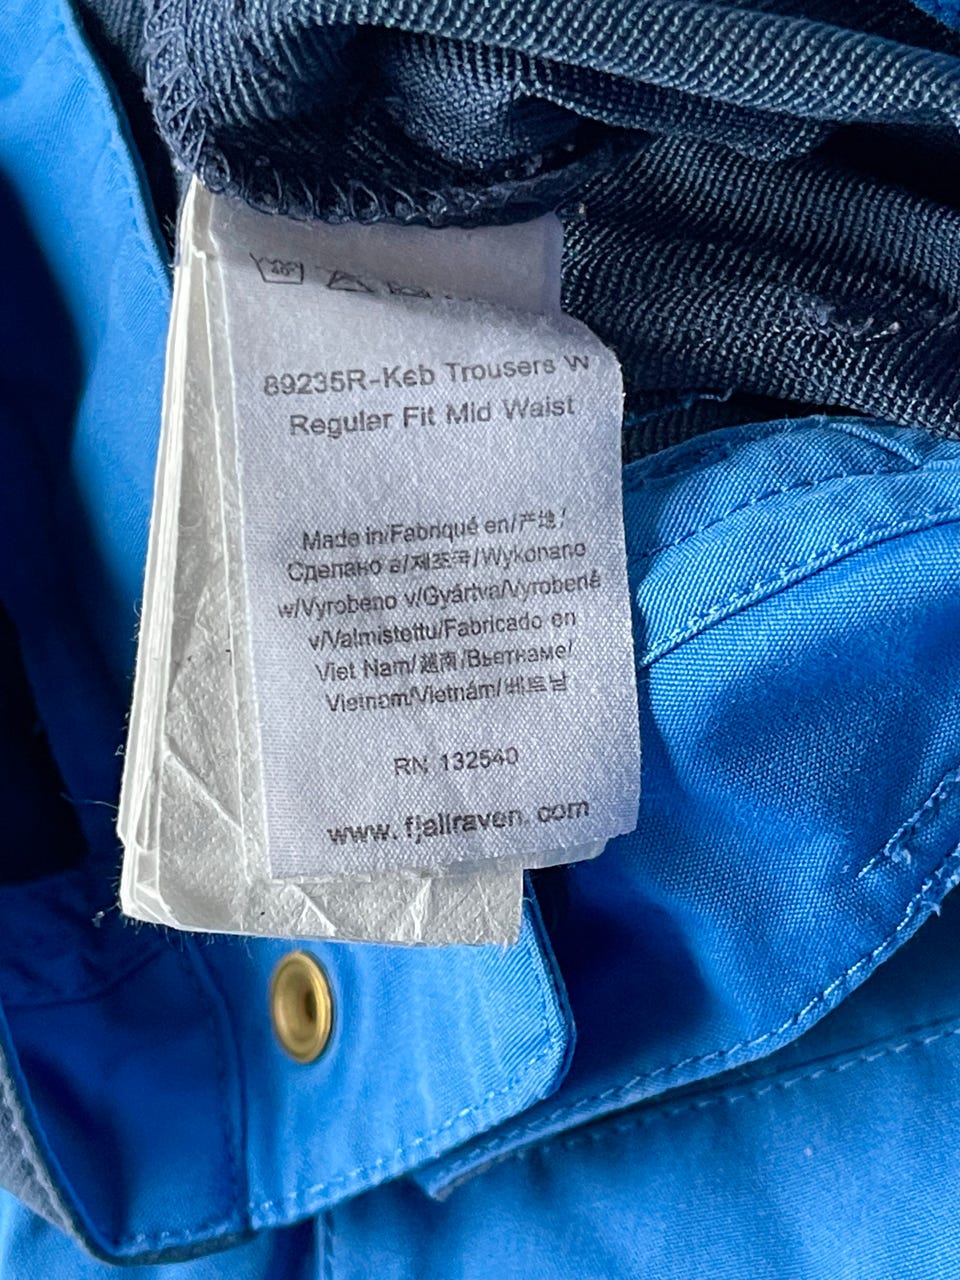 40°
89235R-Keb Trousers W
Regular Fit Mid Waist
Made in/Fabriqué en/产地/
Сделано в/제조국/Wykonano
w/Vyrobeno v/Gyártva/Vyrobené
v/Valmistettu/Fabricado en
Viet Nam/越南/Вьетнаме/
Vietnam/Vietnám/베트남
RN 132540
www.fjallraven.com